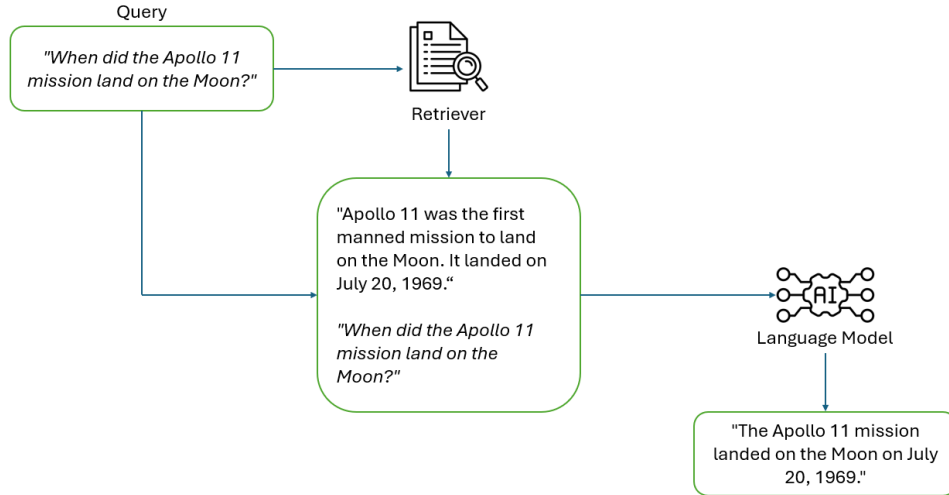 Query
"When did the Apollo 11
mission land on the Moon?"
Retriever
"Apollo 11 was the first
manned mission to land
on the Moon. It landed on
July 20, 1969.“
"When did the Apollo 11
mission land on the
Moon?"
AI
Language Model
"The Apollo 11 mission
landed on the Moon on July
20, 1969."